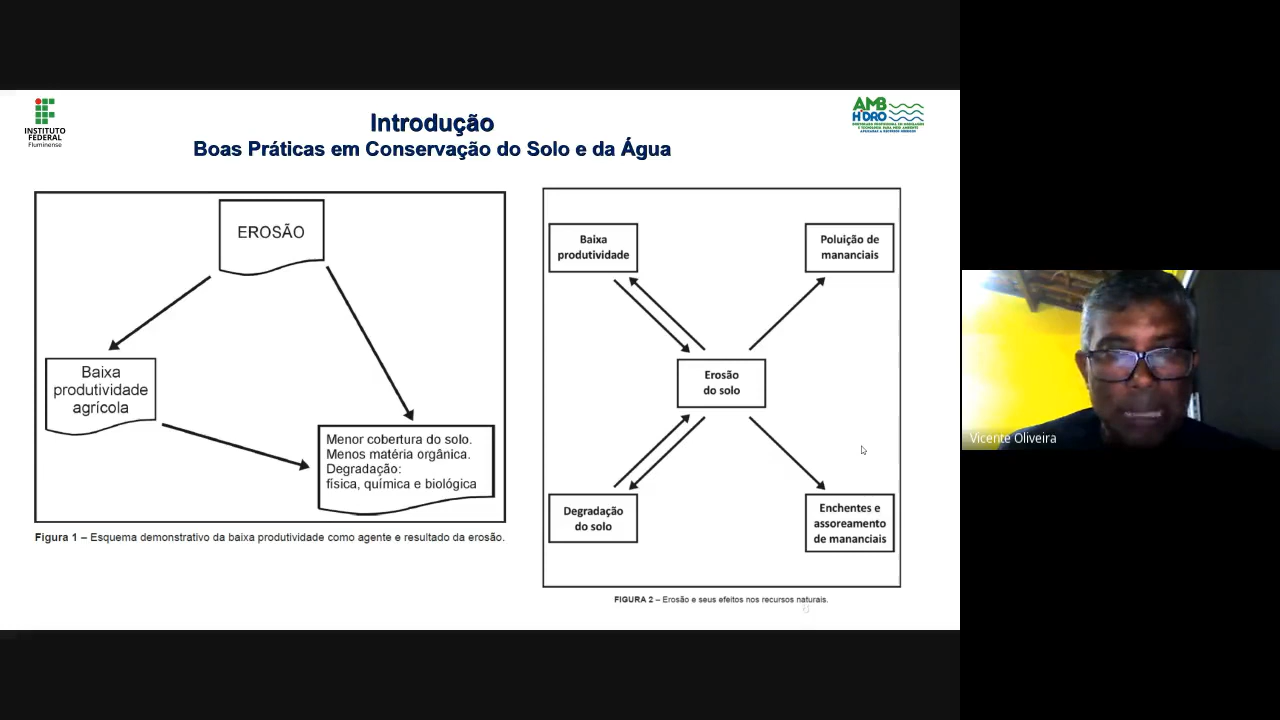 INSTITUTO
FEDERAL
Fluminense
Introdução
Boas Práticas em Conservação do Solo e da Água
AMB
HIDRO
EROSÃO
Baixa
produtividade
agrícola
Menor cobertura do solo.
Menos matéria orgânica.
Degradação:
física, química e biológica
Figura 1 – Esquema demonstrativo da baixa produtividade como agente e resultado da erosão.
Baixa
produtividade
Poluição de
mananciais
Erosão
do solo
Degradação
do solo
Enchentes e
assoreamento
de mananciais
FIGURA 2 – Erosão e seus efeitos nos recursos naturais.
Vicente Oliveira